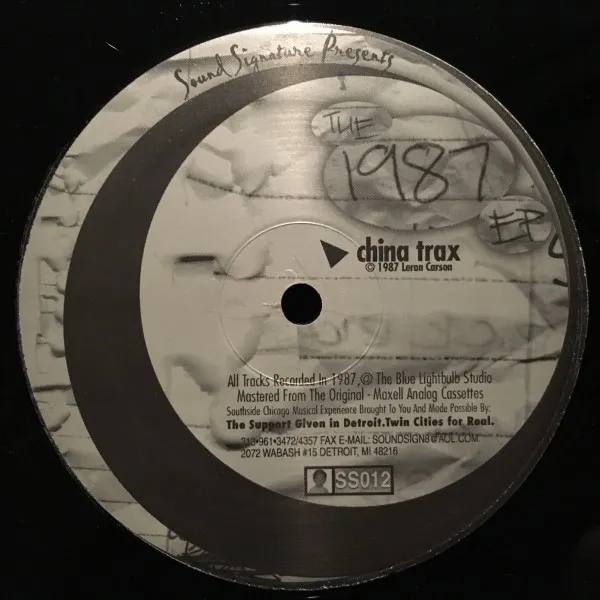 Sound Signature Presents
THE
1987
EP
china trax
© 1987 Leron Carson
All Tracks Recorded In 1987,@ The Blue Lightbulb Studio
Mastered From The Original - Maxell Analog Cassettes
Southside Chicago Musical Experience Brought To You And Made Possible By:
The Support Given in Detroit.Twin Cities for Real.
313•961•3472/4357 FAX E-MAIL: SOUNDSIGN8@AOL.COM.
2072 WABASH #15 DETROIT, MI 48216
SS012